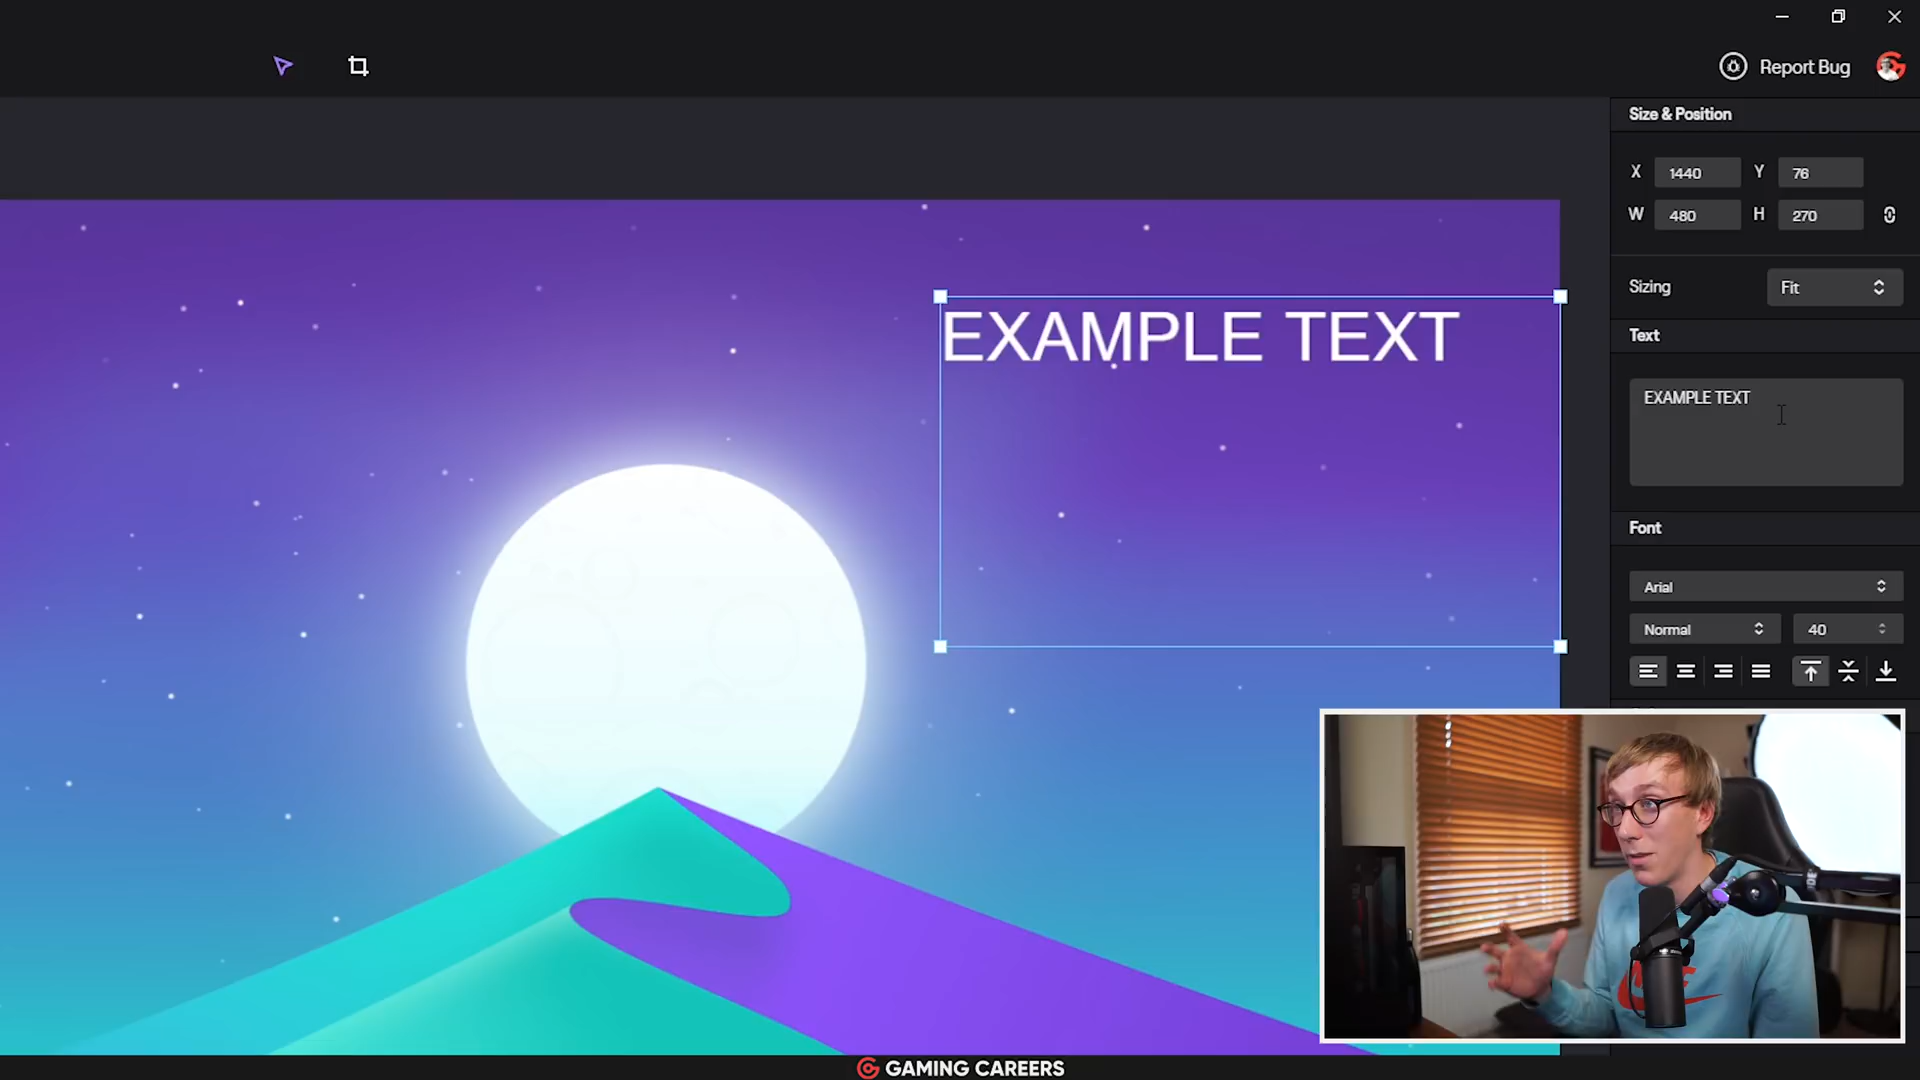 Report Bug
Size & Position
X 1440 Y 76
W 480 H 270
Sizing Fit
EXAMPLE TEXT
Text
EXAMPLE TEXT
Font
Arial
Normal 40
GAMING CAREERS